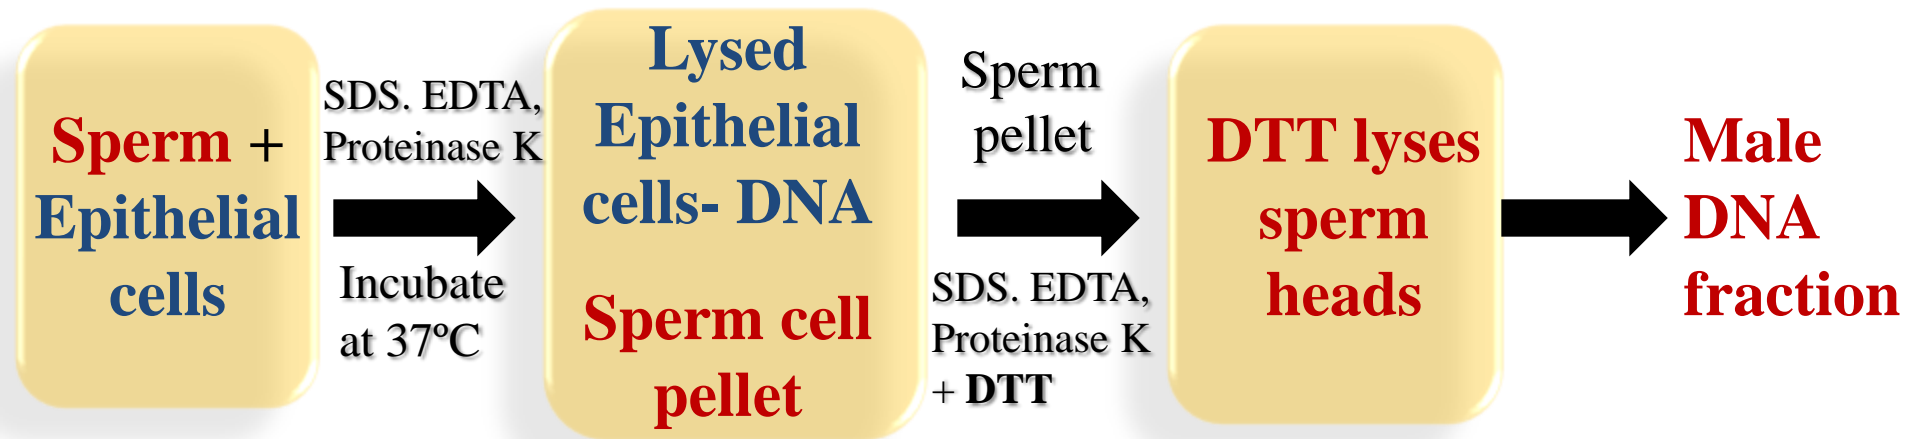 Sperm +
Epithelial
cells
SDS. EDTA,
Proteinase K
Incubate
at 37ºC
Lysed
Epithelial
cells- DNA
Sperm cell
pellet
Sperm
pellet
SDS. EDTA,
Proteinase K
+ DTT
DTT lyses
sperm
heads
Male
DNA
fraction